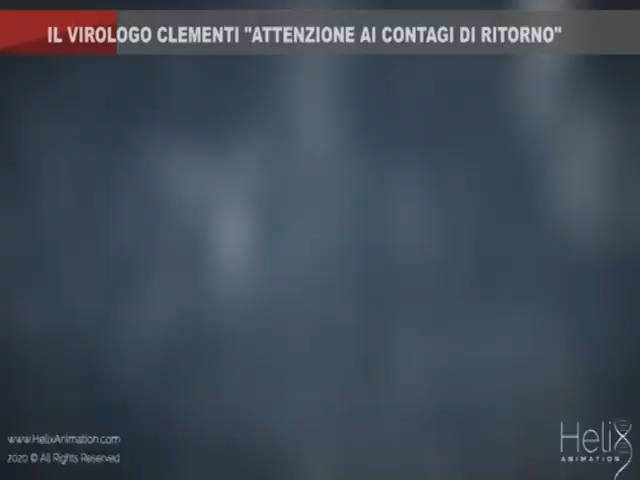 IL VIROLOGO CLEMENTI "ATTENZIONE AI CONTAGI DI RITORNO"
www.HelixAnimation.com
2020 © All Rights Reserved
Helix
ANIMATION